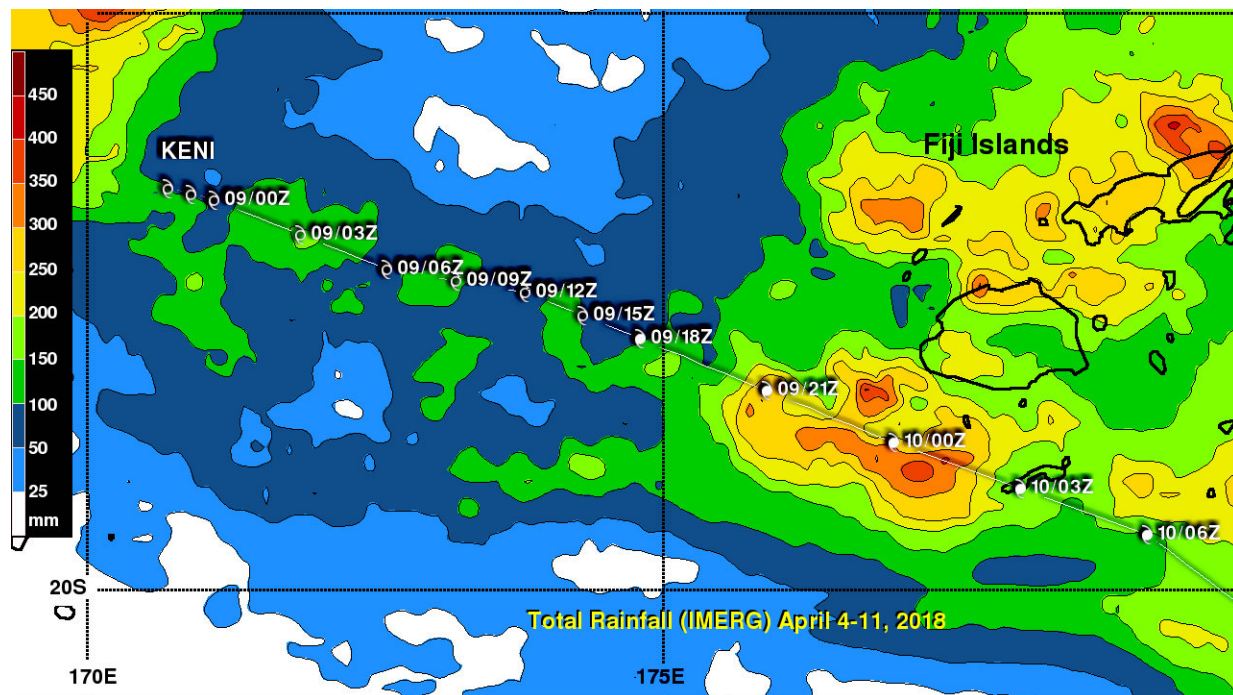 Fiji Islands
KENI
09/00Z
09/03Z
09/06Z
09/09Z
09/12Z
09/15Z
09/18Z
09/21Z
10/00Z
10/03Z
10/06Z
450
400
350
300
250
200
150
100
50
25
mm
20S
Total Rainfall (IMERG) April 4-11, 2018
170E
175E